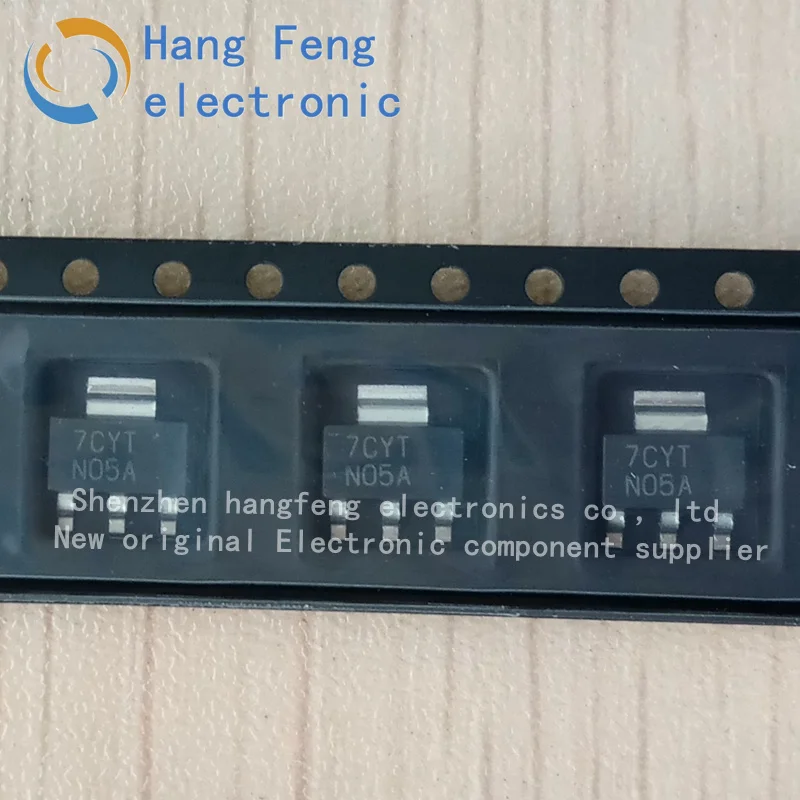 Hang Feng
electronic
7CYT
N05A
7CYT
N05A
7CYT
N05A
Shenzhen hangfeng electronics co., ltd
New original Electronic component supplier